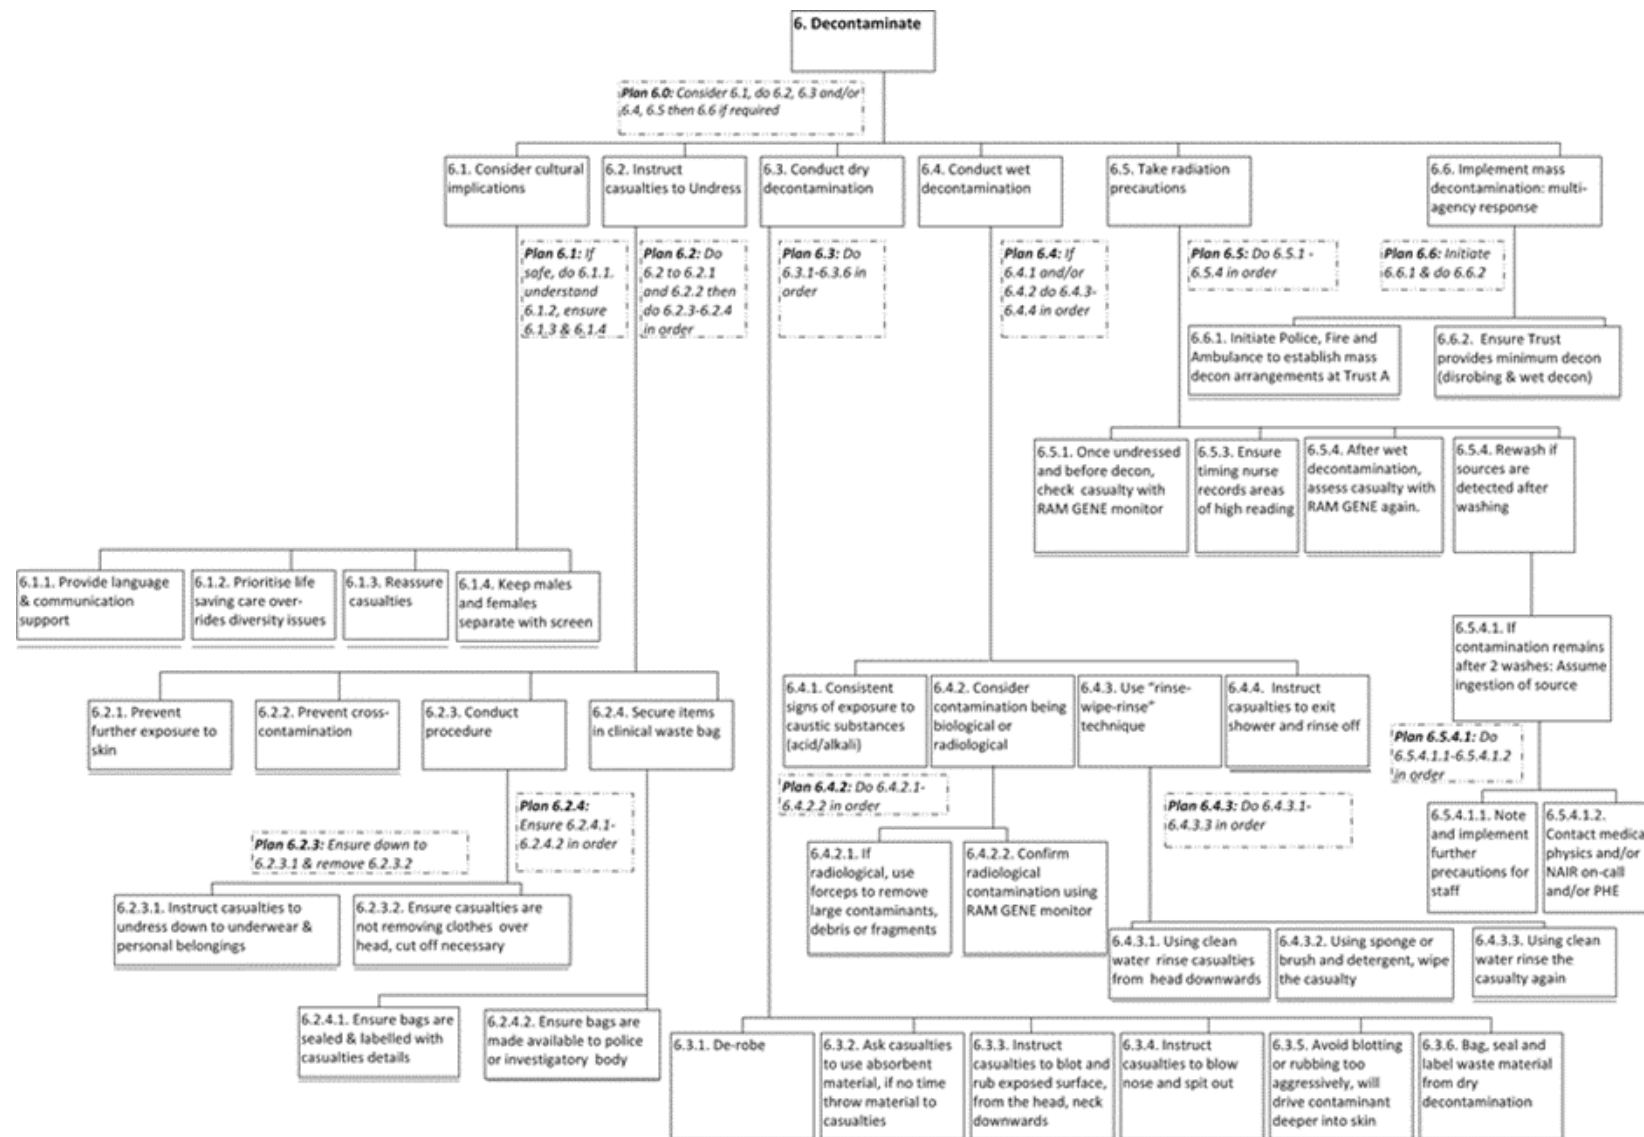 6. Decontaminate
Plan 6.0: Consider 6.1, do 6.2, 6.3 and/or
6.4, 6.5 then 6.6 if required
6.1. Consider cultural
implications
6.2. Instruct
casualties to Undress
6.3. Conduct dry
decontamination
6.4. Conduct wet
decontamination
6.5. Take radiation
precautions
6.6. Implement mass
decontamination: multi-
agency response
Plan 6.1: If
safe, do 6.1.1.
understand
6.1.2, ensure
6.1.3 & 6.1.4
Plan 6.2: Do
6.2 to 6.2.1
and 6.2.2 then
do 6.2.3-6.2.4
in order
Plan 6.3: Do
6.3.1-6.3.6 in
order
Plan 6.4: If
6.4.1 and/or
6.4.2 do 6.4.3-
6.4.4 in order
Plan 6.5: Do 6.5.1 -
6.5.4 in order
Plan 6.6: Initiate
6.6.1 & do 6.6.2
6.6.1. Initiate Police, Fire and
Ambulance to establish mass
decon arrangements at Trust A
6.6.2. Ensure Trust
provides minimum decon
(disrobing & wet decon)
6.5.1. Once undressed
and before decon,
check casualty with
RAM GENE monitor
6.5.3. Ensure
timing nurse
records areas
of high reading
6.5.4. After wet
decontamination,
assess casualty with
RAM GENE again.
6.5.4. Rewash if
sources are
detected after
washing
6.1.1. Provide language
& communication
support
6.1.2. Prioritise life
saving care over-
rides diversity issues
6.1.3. Reassure
casualties
6.1.4. Keep males
and females
separate with screen
6.5.4.1. If
contamination remains
after 2 washes: Assume
ingestion of source
6.2.1. Prevent
further exposure to
skin
6.2.2. Prevent cross-
contamination
6.2.3. Conduct
procedure
6.2.4. Secure items
in clinical waste bag
6.4.1. Consistent
signs of exposure to
caustic substances
(acid/alkali)
6.4.2. Consider
contamination being
biological or
radiological
6.4.3. Use "rinse-
wipe-rinse"
technique
6.4.4. Instruct
casualties to exit
shower and rinse off
Plan 6.5.4.1: Do
6.5.4.1.1-6.5.4.1.2
in order
Plan 6.2.4:
Ensure 6.2.4.1-
6.2.4.2 in order
Plan 6.4.2: Do 6.4.2.1-
6.4.2.2 in order
Plan 6.4.3: Do 6.4.3.1-
6.4.3.3 in order
Plan 6.2.3: Ensure down to
6.2.3.1 & remove 6.2.3.2
6.5.4.1.1. Note
and implement
further
precautions for
staff
6.5.4.1.2.
Contact medica
physics and/or
NAIR on-call
and/or PHE
6.4.2.1. If
radiological, use
forceps to remove
large contaminants,
debris or fragments
6.4.2.2. Confirm
radiological
contamination using
RAM GENE monitor
6.2.3.1. Instruct casualties to
undress down to underwear &
personal belongings
6.2.3.2. Ensure casualties are
not removing clothes over
head, cut off necessary
6.4.3.1. Using clean
water rinse casualties
from head downwards
6.4.3.2. Using sponge or
brush and detergent, wipe
the casualty
6.4.3.3. Using clean
water rinse the
casualty again
6.2.4.1. Ensure bags are
sealed & labelled with
casualties details
6.2.4.2. Ensure bags are
made available to police
or investigatory body
6.3.1. De-robe
6.3.2. Ask casualties
to use absorbent
material, if no time
throw material to
casualties
6.3.3. Instruct
casualties to blot and
rub exposed surface,
from the head, neck
downwards
6.3.4. Instruct
casualties to blow
nose and spit out
6.3.5. Avoid blotting
or rubbing too
aggressively, will
drive contaminant
deeper into skin
6.3.6. Bag, seal and
label waste material
from dry
decontamination